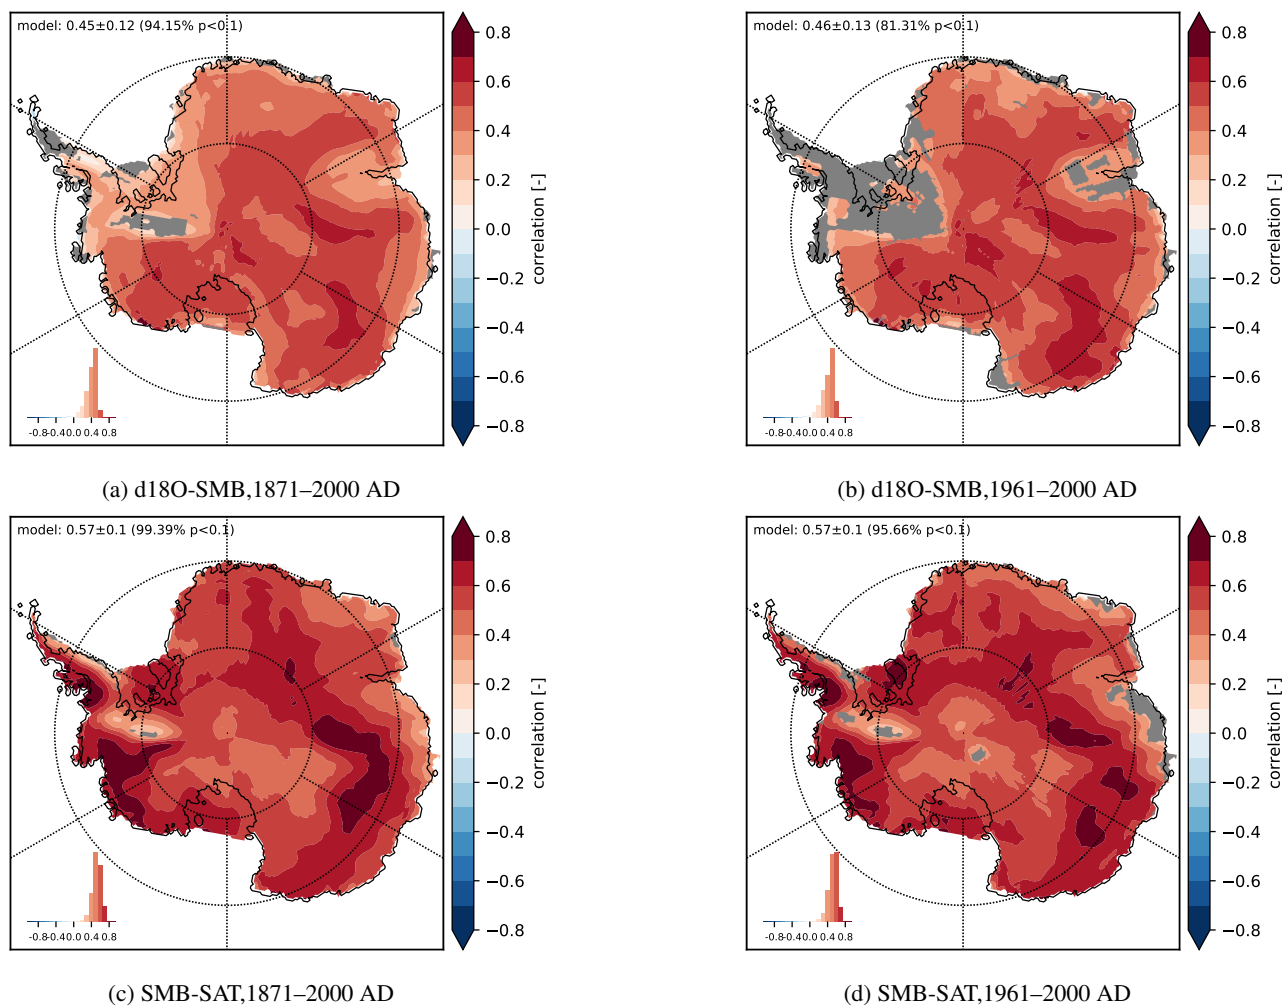 model: 0.45±0.12 (94.15% p<0.1)
0.8
0.6
0.4
0.2
0.0
−0.2
−0.4
−0.6
−0.8
correlation [-]
-0.8-0.40.0 0.4 0.8
(a) d18O-SMB,1871–2000 AD
model: 0.46±0.13 (81.31% p<0.1)
0.8
0.6
0.4
0.2
0.0
−0.2
−0.4
−0.6
−0.8
correlation [-]
-0.8-0.40.0 0.4 0.8
(b) d18O-SMB,1961–2000 AD
model: 0.57±0.1 (99.39% p<0.1)
0.8
0.6
0.4
0.2
0.0
−0.2
−0.4
−0.6
−0.8
correlation [-]
-0.8-0.40.0 0.4 0.8
(c) SMB-SAT,1871–2000 AD
model: 0.57±0.1 (95.66% p<0.1)
0.8
0.6
0.4
0.2
0.0
−0.2
−0.4
−0.6
−0.8
correlation [-]
-0.8-0.40.0 0.4 0.8
(d) SMB-SAT,1961–2000 AD